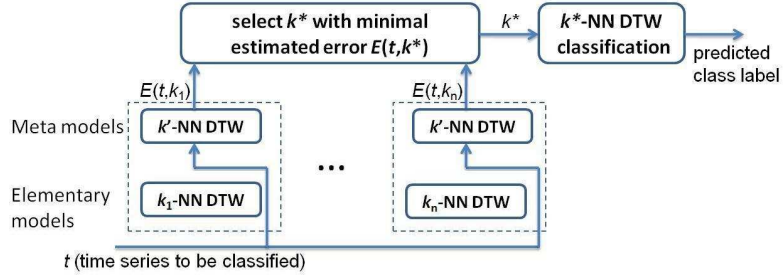 select k* with minimal
estimated error E(t,k*)
k*
k*-NN DTW
classification
predicted
class label
E(t,k₁)
E(t,kₙ)
Meta models
k'-NN DTW
k'-NN DTW
...
Elementary
models
k₁-NN DTW
kₙ-NN DTW
t (time series to be classified)